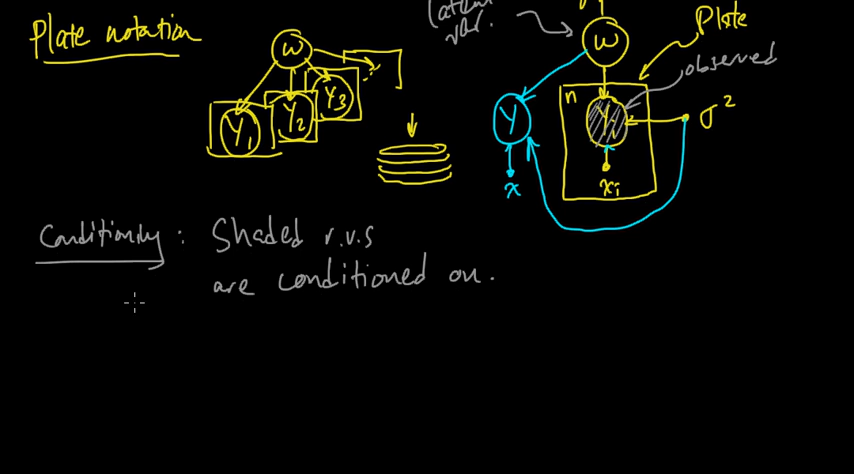 Plate notation
w
Y1
Y2
Y3
(latent
var.
w
Plate
observed
n
Y
Yi
σ²
x
xi
Conditioning : Shaded r.v.s
are conditioned on.